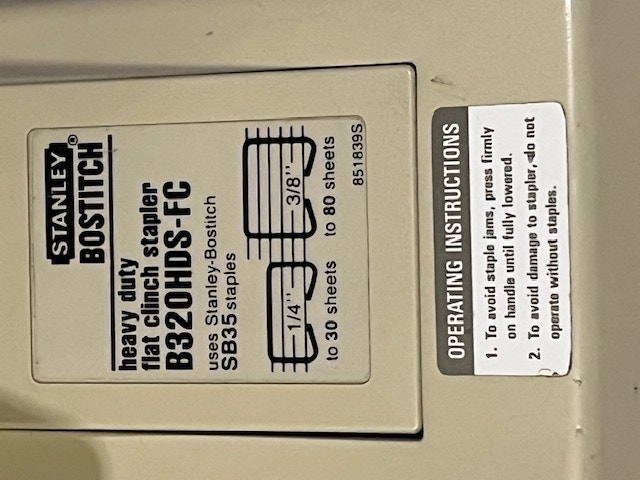 STANLEY®
BOSTITCH
heavy duty
flat clinch stapler
B320HDS-FC
uses Stanley-Bostitch
SB35 staples
1/4" 3/8"
to 30 sheets to 80 sheets
851839S
OPERATING INSTRUCTIONS
1. To avoid staple jams, press firmly
on handle until fully lowered.
2. To avoid damage to stapler, do not
operate without staples.